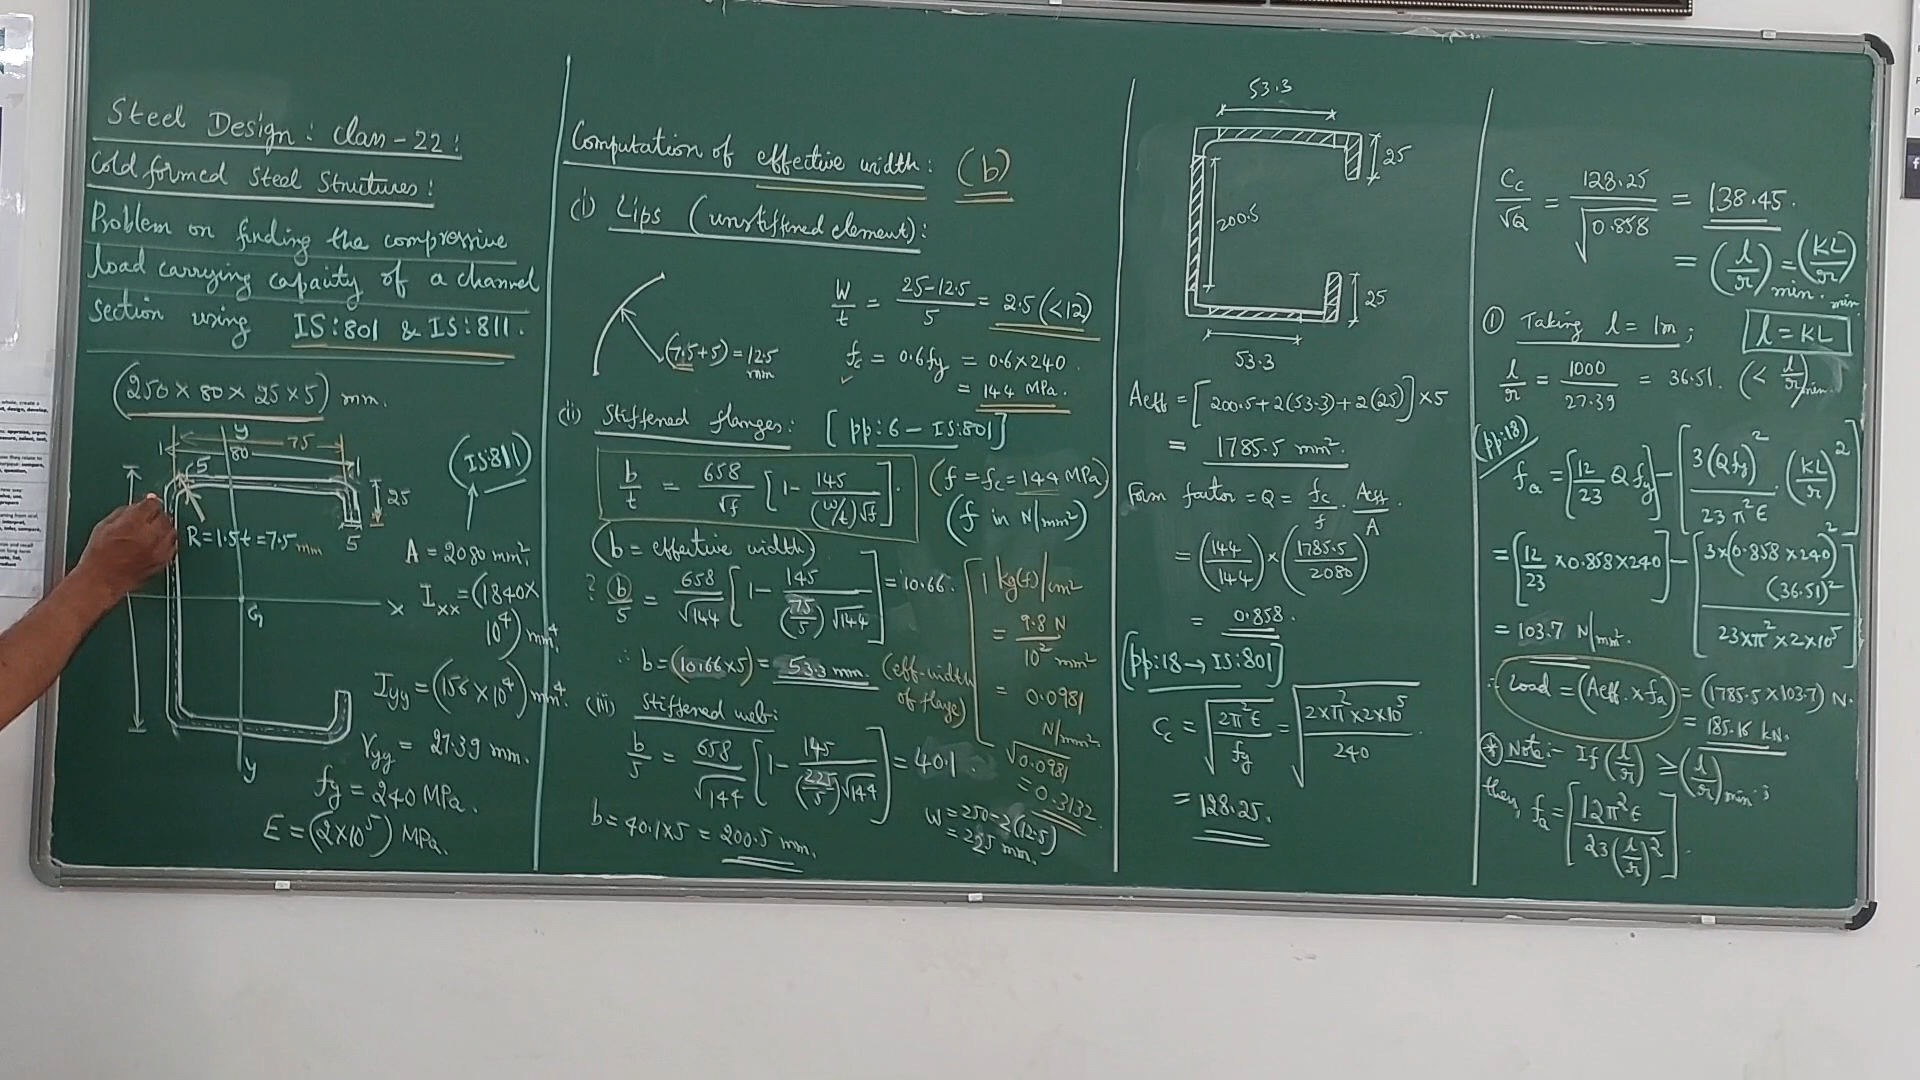 Steel Design: Class-22:
Cold formed Steel Structures:
Problem on finding the compressive
load carrying capacity of a channel
section using IS:801 & IS:811.
(250 × 80 × 25 × 5) mm.
y
75
80
5
25
(IS:811)
R=1.5t=7.5 mm
5
A = 2080 mm².
x
G
Ixx = (1840×
10⁴) mm⁴.
Iyy = (156 × 10⁴) mm⁴.
ryy = 27.39 mm.
y
fy = 240 MPa.
E = (2×10⁵) MPa.
Computation of effective width: (b)
(i) Lips (unstiffened element):
W/t = (25-12.5)/5 = 2.5 (<12)
(7.5+5) = 12.5 mm
fc = 0.6fy = 0.6×240
= 144 MPa.
(ii) Stiffened flanges: [pp:6 – IS:801]
b/t = 658/√f [1 - 145/((w/t)√f)]. (f = fc = 144 MPa)
(f in N/mm²)
(b = effective width)
? b/5 = 658/√144 [1 - 145/((75/5)√144)] = 10.66.
∴ b = (10.66×5) = 53.3 mm. (eff. width of flange)
1 kg(f)/cm²
= 9.8 N/10² mm²
= 0.0981
N/mm².
√0.0981
= 0.3132.
(iii) Stiffened web:
b/5 = 658/√144 [1 - 145/((225/5)√144)] = 40.1.
b = 40.1×5 = 200.5 mm.
W = 250-2(12.5)
= 225 mm.
53.3
25
200.5
25
53.3
Aeff = [200.5+2(53.3)+2(25)]×5
= 1785.5 mm².
Form factor = Q = fc/f · Aeff/A
= (144/144) × (1785.5/2080)
= 0.858.
[pp:18 → IS:801]
Cc = √(2π²E/fy) = √(2×π²×2×10⁵/240)
= 128.25.
Cc/√Q = 128.25/√0.858 = 138.45.
= (l/r)min. = (KL/r)min
① Taking l = 1m; l = KL
l/r = 1000/27.39 = 36.51. (< l/r)min.
(pp:18)
fa = [12/23 Q fy] - [3(Qfy)²/23π²E · (KL/r)²]
= [12/23 ×0.858×240] - [3×(0.858×240)² (36.51)²/23×π²×2×10⁵]
= 103.7 N/mm².
∴ Load = (Aeff. × fa) = (1785.5 × 103.7) N.
= 185.16 kN.
* Note:- If (l/r) ≥ (l/r)min;
then, fa = [12π²E/23(l/r)²].